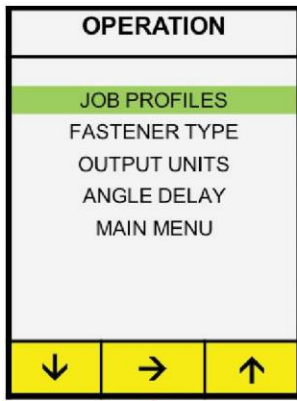 OPERATION
JOB PROFILES
FASTENER TYPE
OUTPUT UNITS
ANGLE DELAY
MAIN MENU
↓ → ↑